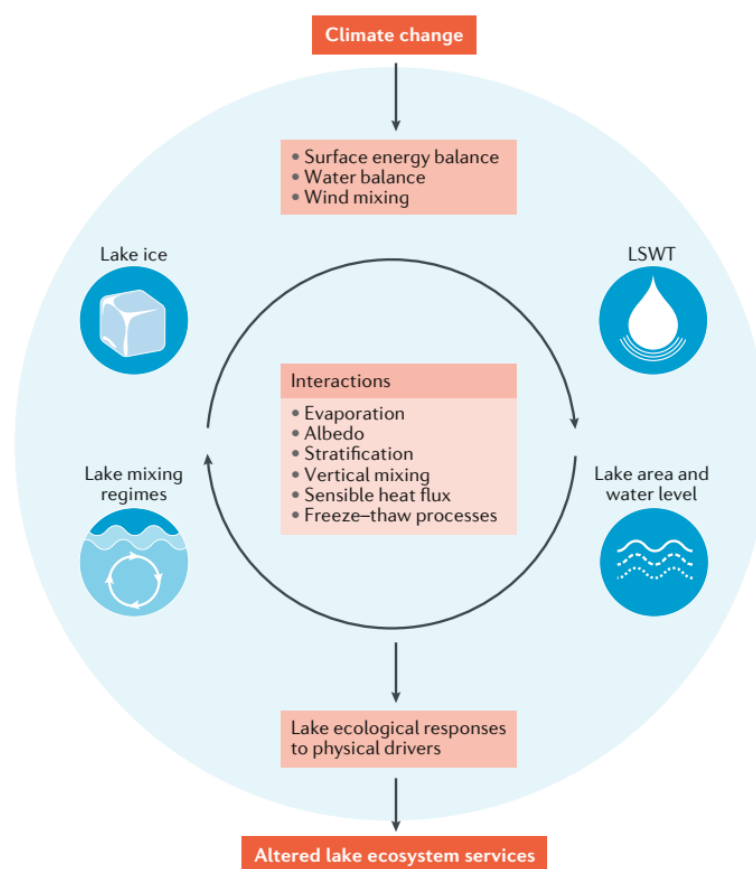 Climate change
• Surface energy balance
• Water balance
• Wind mixing
Lake ice
LSWT
Interactions
• Evaporation
• Albedo
• Stratification
• Vertical mixing
• Sensible heat flux
• Freeze–thaw processes
Lake mixing
regimes
Lake area and
water level
Lake ecological responses
to physical drivers
Altered lake ecosystem services